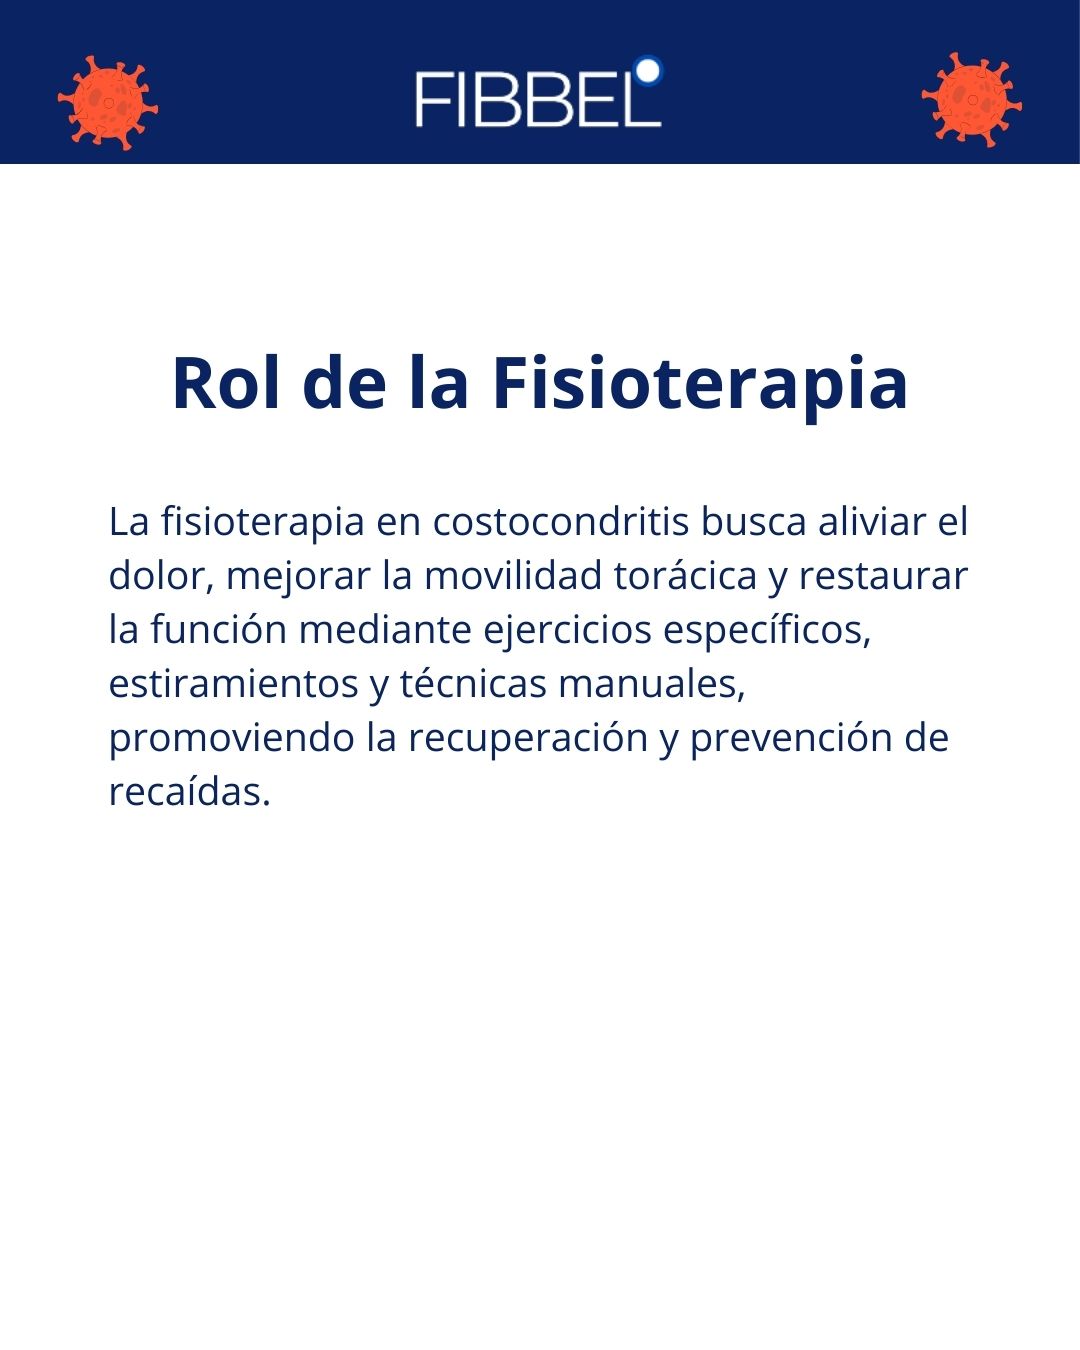 FIBBEL
Rol de la Fisioterapia
La fisioterapia en costocondritis busca aliviar el
dolor, mejorar la movilidad torácica y restaurar
la función mediante ejercicios específicos,
estiramientos y técnicas manuales,
promoviendo la recuperación y prevención de
recaídas.